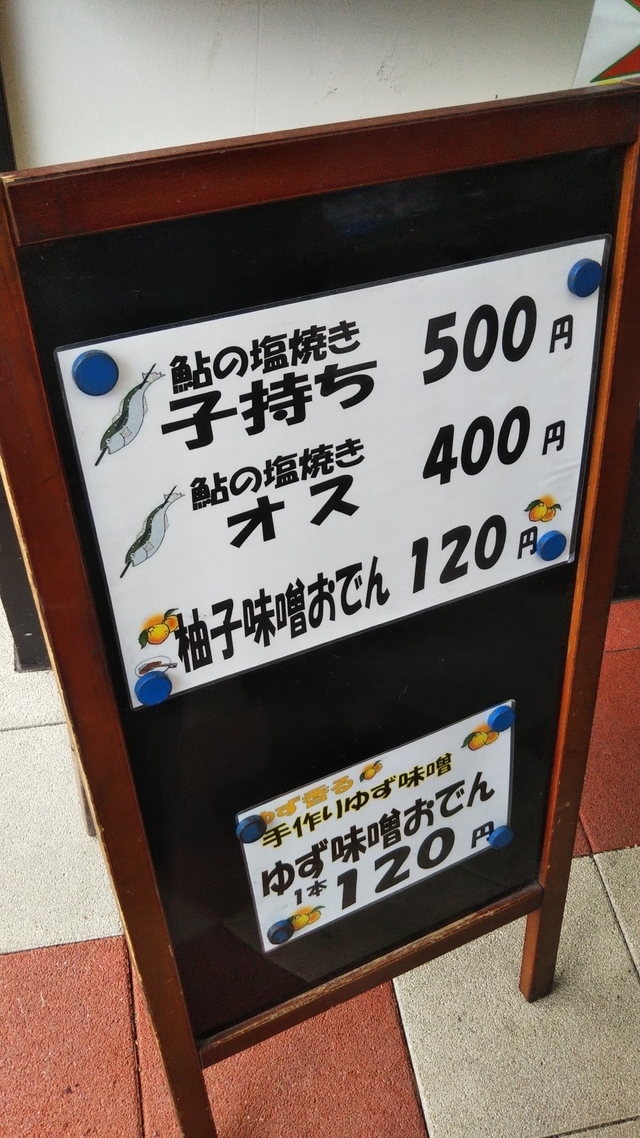 鮎の塩焼き
子持ち 500円
鮎の塩焼き
オス 400円
柚子味噌おでん 120円
ゆず香る
手作りゆず味噌
ゆず味噌おでん
1本 120円